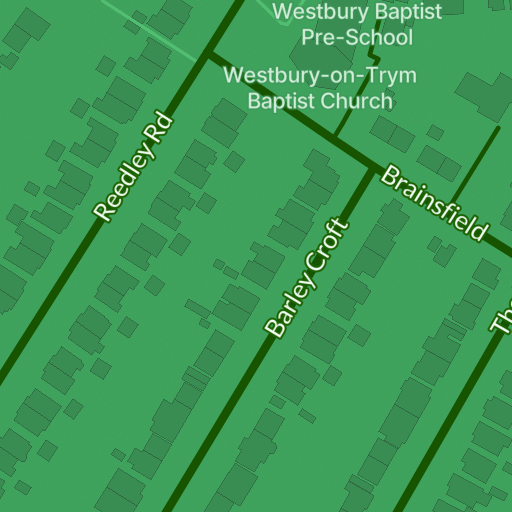 Westbury Baptist
Pre-School
Westbury-on-Trym
Baptist Church
Reedley Rd
Brainsfield
Barley Croft